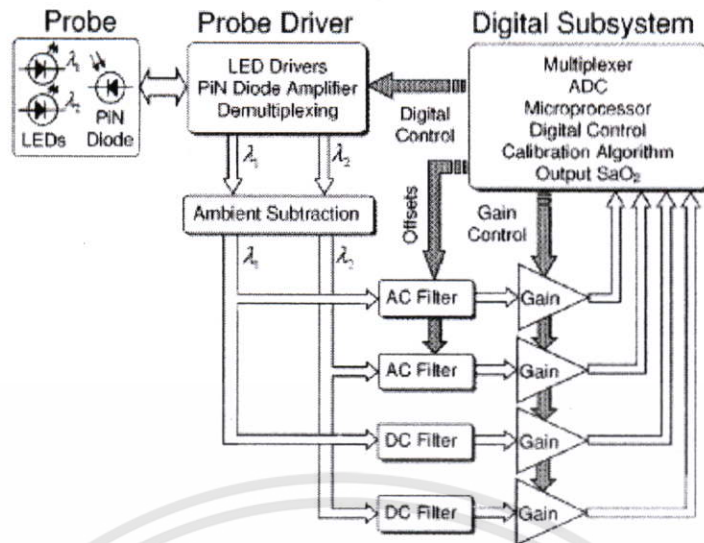 Probe
Probe Driver
Digital Subsystem
λ₁
λ₂
LEDs
PiN
Diode
LED Drivers
PiN Diode Amplifier
Demultiplexing
Digital
Control
Multiplexer
ADC
Microprocessor
Digital Control
Calibration Algorithm
Output SaO₂
λ₁
λ₂
Ambient Subtraction
Offsets
Gain
Control
λ₁
λ₂
AC Filter
Gain
AC Filter
Gain
DC Filter
Gain
DC Filter
Gain